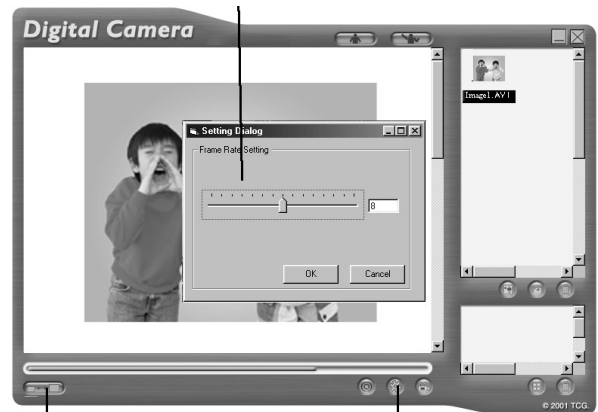 Digital Camera
Image1.AVI
Setting Dialog
Frame Rate Setting
8
OK
Cancel
© 2001 TCG.